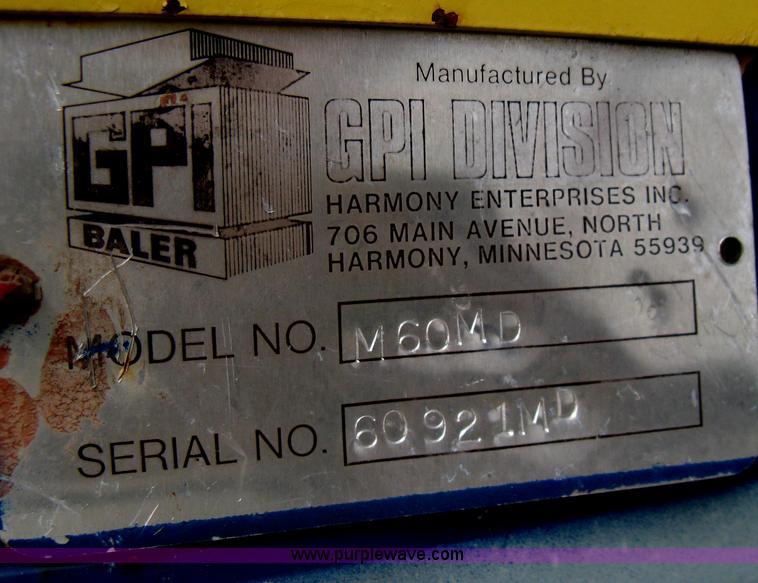 GPI
BALER
Manufactured By
GPI DIVISION
HARMONY ENTERPRISES INC.
706 MAIN AVENUE, NORTH
HARMONY, MINNESOTA 55939
MODEL NO. M60MD
SERIAL NO. 60921MD
www.purplewave.com